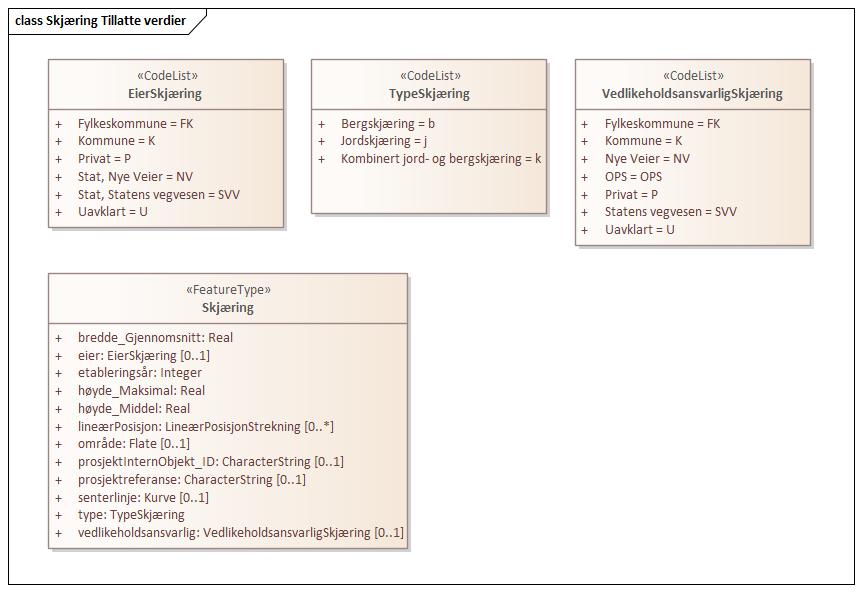 class Skjæring Tillatte verdier
«CodeList»
EierSkjæring
+ Fylkeskommune = FK
+ Kommune = K
+ Privat = P
+ Stat, Nye Veier = NV
+ Stat, Statens vegvesen = SVV
+ Uavklart = U
«CodeList»
TypeSkjæring
+ Bergskjæring = b
+ Jordskjæring = j
+ Kombinert jord- og bergskjæring = k
«CodeList»
VedlikeholdsansvarligSkjæring
+ Fylkeskommune = FK
+ Kommune = K
+ Nye Veier = NV
+ OPS = OPS
+ Privat = P
+ Statens vegvesen = SVV
+ Uavklart = U
«FeatureType»
Skjæring
+ bredde_Gjennomsnitt: Real
+ eier: EierSkjæring [0..1]
+ etableringsår: Integer
+ høyde_Maksimal: Real
+ høyde_Middel: Real
+ lineærPosisjon: LineærPosisjonStrekning [0..*]
+ område: Flate [0..1]
+ prosjektInternObjekt_ID: CharacterString [0..1]
+ prosjektreferanse: CharacterString [0..1]
+ senterlinje: Kurve [0..1]
+ type: TypeSkjæring
+ vedlikeholdsansvarlig: VedlikeholdsansvarligSkjæring [0..1]